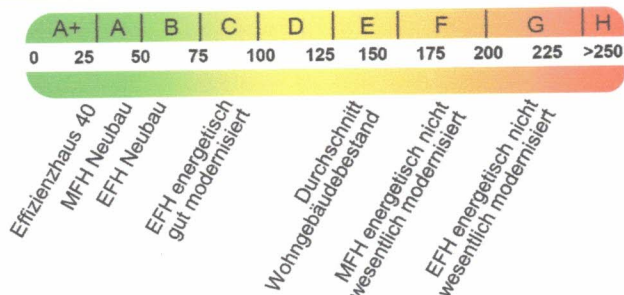 A+ A B C D E F G H
0 25 50 75 100 125 150 175 200 225 >250
Effizienzhaus 40
MFH Neubau
EFH Neubau
EFH energetisch
gut modernisiert
Durchschnitt
Wohngebäudebestand
MFH energetisch nicht
wesentlich modernisiert
EFH energetisch nicht
wesentlich modernisiert